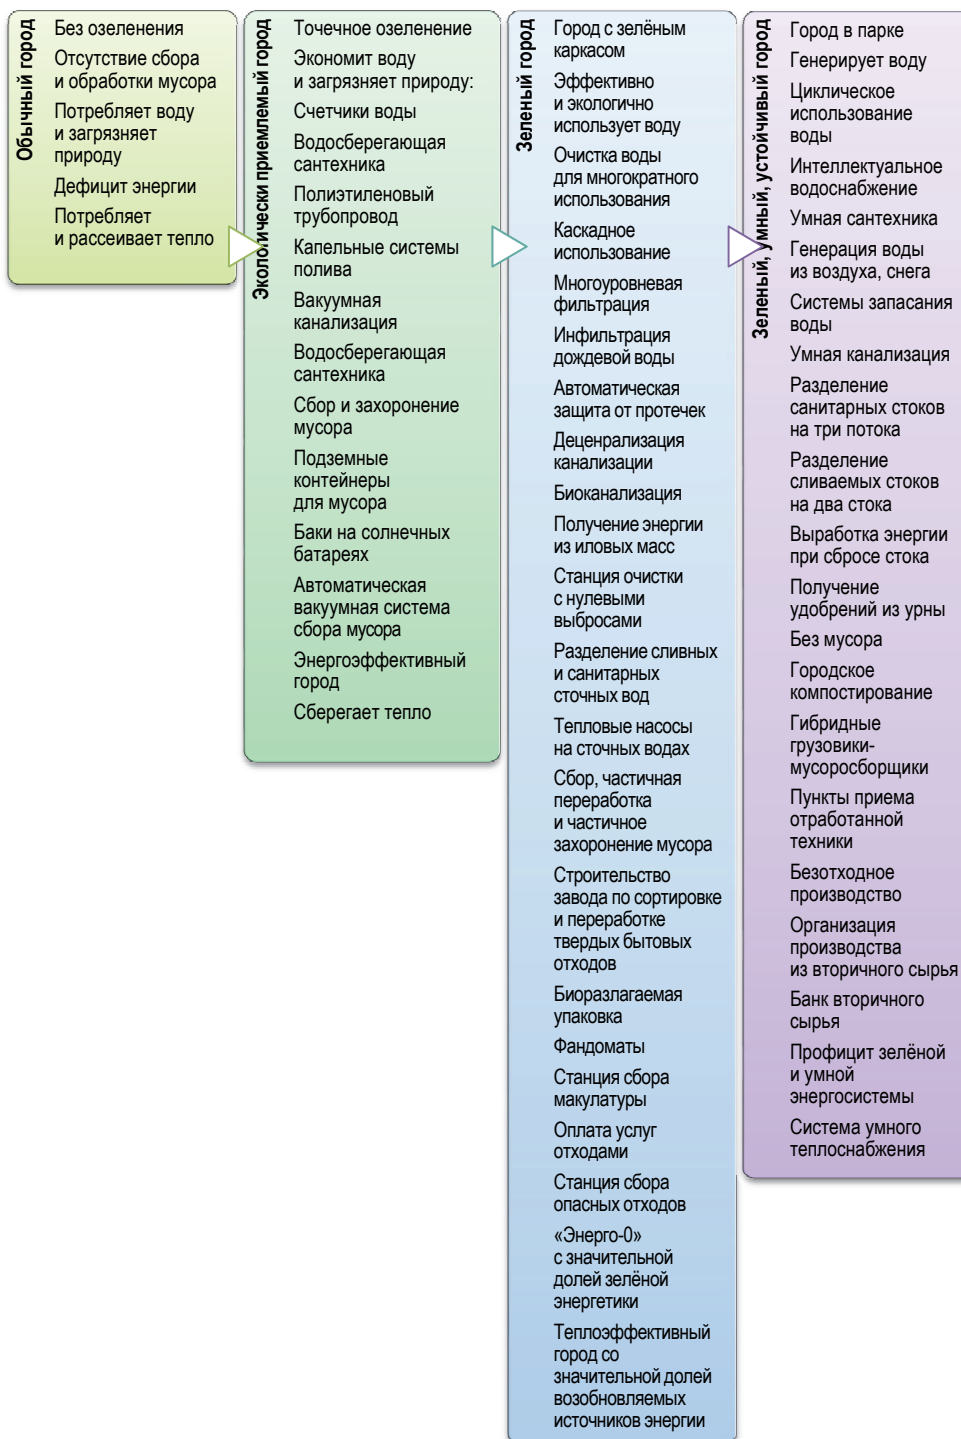 Обычный город
Без озеленения
Отсутствие сбора
и обработки мусора
Потребляет воду
и загрязняет
природу
Дефицит энергии
Потребляет
и рассеивает тепло
Экологически приемлемый город
Точечное озеленение
Экономит воду
и загрязняет природу:
Счетчики воды
Водосберегающая
сантехника
Полиэтиленовый
трубопровод
Капельные системы
полива
Вакуумная
канализация
Водосберегающая
сантехника
Сбор и захоронение
мусора
Подземные
контейнеры
для мусора
Баки на солнечных
батареях
Автоматическая
вакуумная система
сбора мусора
Энергоэффективный
город
Сберегает тепло
Зеленый город
Город с зелёным
каркасом
Эффективно
и экологично
использует воду
Очистка воды
для многократного
использования
Каскадное
использование
Многоуровневая
фильтрация
Инфильтрация
дождевой воды
Автоматическая
защита от протечек
Деценрализация
канализации
Биоканализация
Получение энергии
из иловых масс
Станция очистки
с нулевыми
выбросами
Разделение сливных
и санитарных
сточных вод
Тепловые насосы
на сточных водах
Сбор, частичная
переработка
и частичное
захоронение мусора
Строительство
завода по сортировке
и переработке
твердых бытовых
отходов
Биоразлагаемая
упаковка
Фандоматы
Станция сбора
макулатуры
Оплата услуг
отходами
Станция сбора
опасных отходов
«Энерго-0»
с значительной
долей зелёной
энергетики
Теплоэффективный
город со
значительной долей
возобновляемых
источников энергии
Зеленый, умный, устойчивый город
Город в парке
Генерирует воду
Циклическое
использование
воды
Интеллектуальное
водоснабжение
Умная сантехника
Генерация воды
из воздуха, снега
Системы запасания
воды
Умная канализация
Разделение
санитарных стоков
на три потока
Разделение
сливаемых стоков
на два стока
Выработка энергии
при сбросе стока
Получение
удобрений из урны
Без мусора
Городское
компостирование
Гибридные
грузовики-
мусоросборщики
Пункты приема
отработанной
техники
Безотходное
производство
Организация
производства
из вторичного сырья
Банк вторичного
сырья
Профицит зелёной
и умной
энергосистемы
Система умного
теплоснабжения